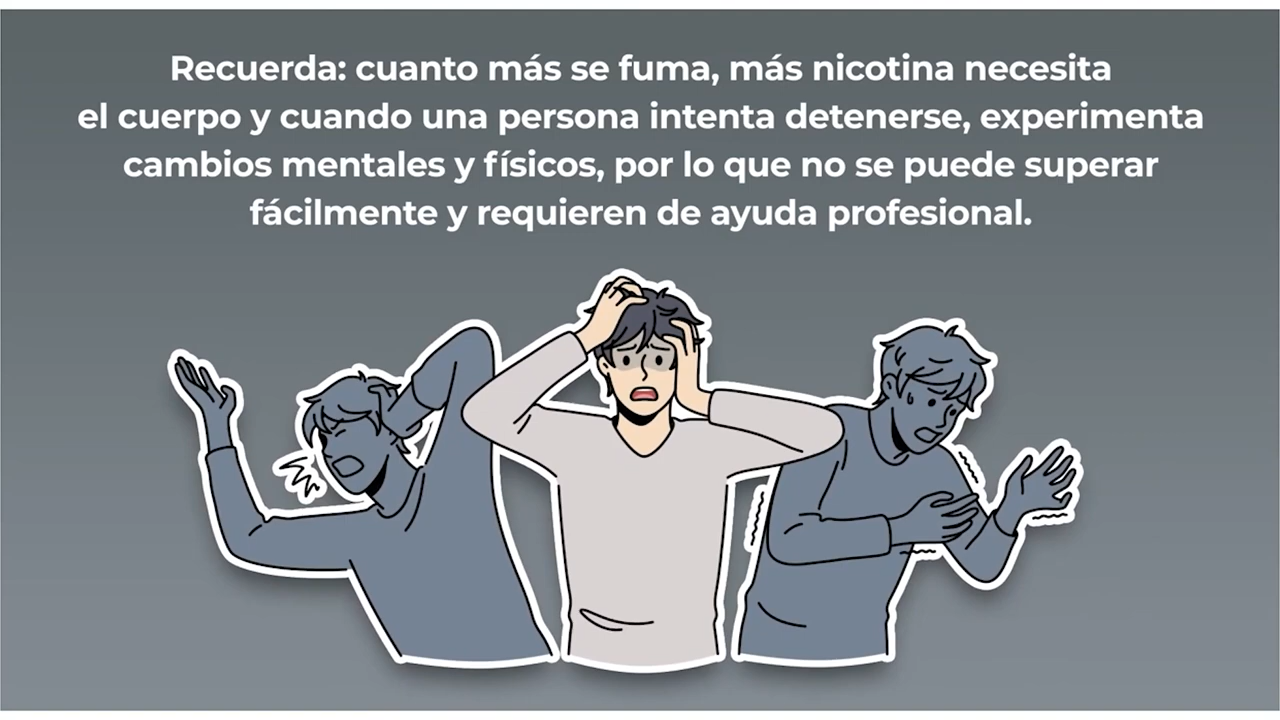 Recuerda: cuanto más se fuma, más nicotina necesita
el cuerpo y cuando una persona intenta detenerse, experimenta
cambios mentales y físicos, por lo que no se puede superar
fácilmente y requieren de ayuda profesional.